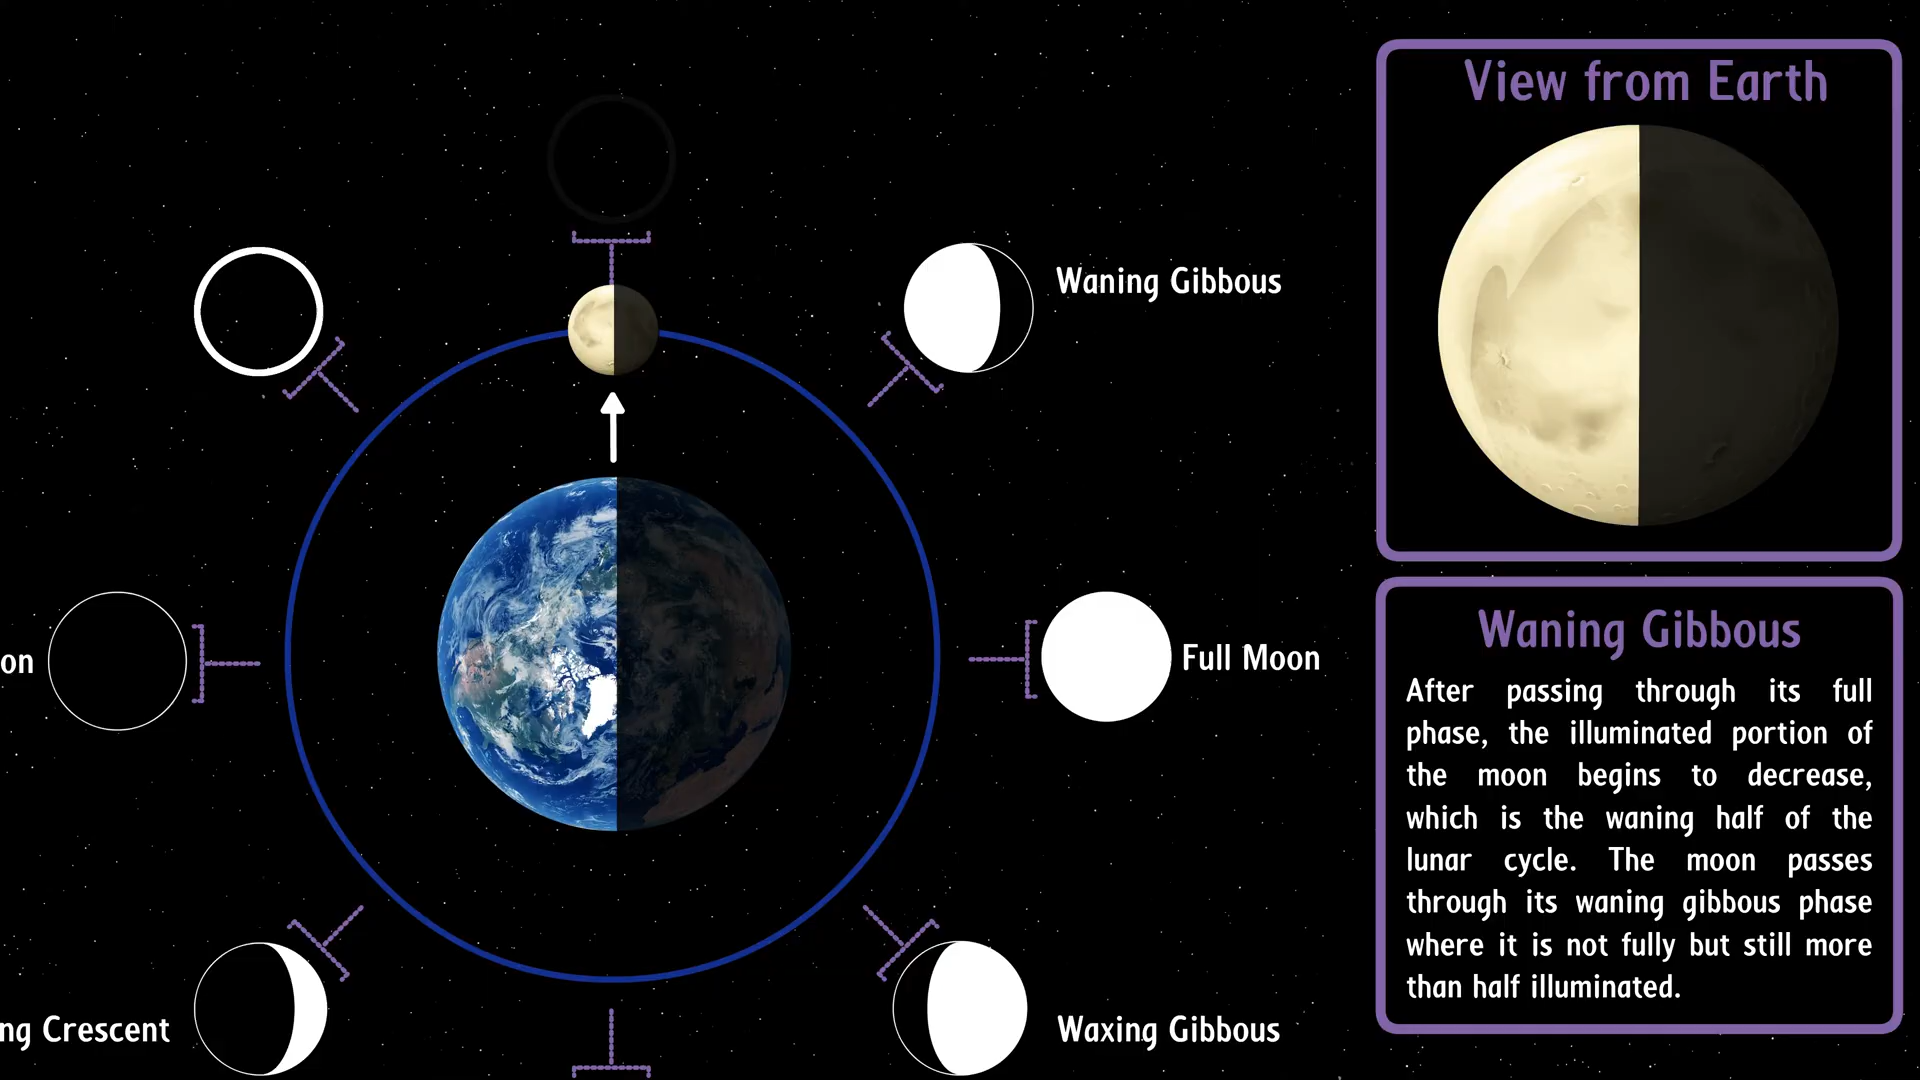 View from Earth
Waning Gibbous
on
Full Moon
ng Crescent
Waxing Gibbous
Waning Gibbous
After passing through its full
phase, the illuminated portion of
the moon begins to decrease,
which is the waning half of the
lunar cycle. The moon passes
through its waning gibbous phase
where it is not fully but still more
than half illuminated.